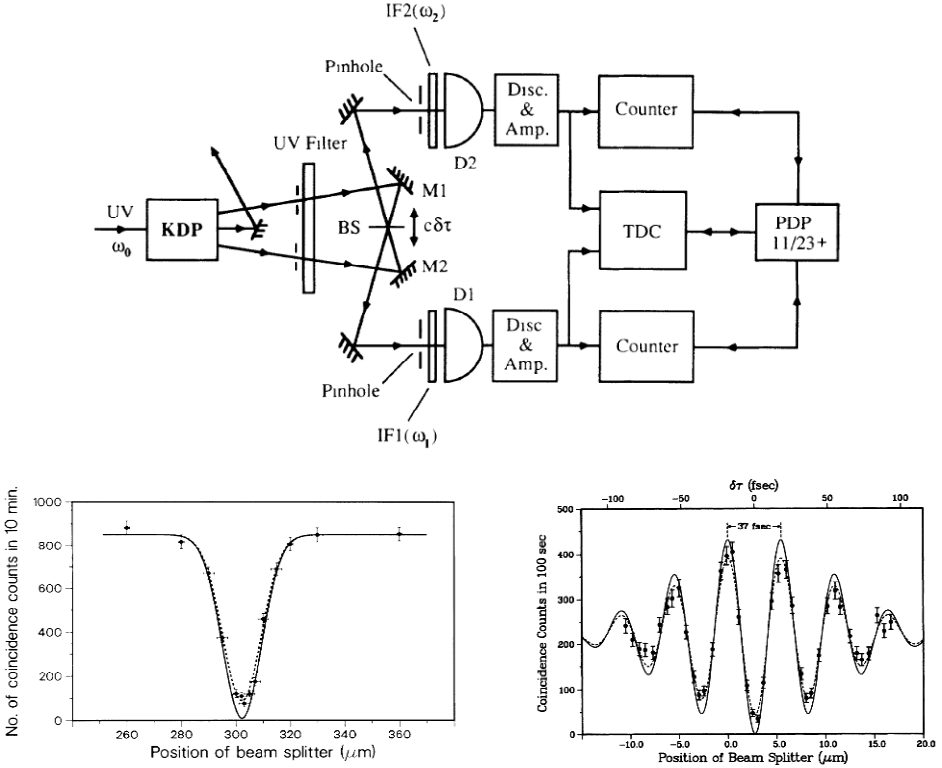 IF2(ω₂)
Pinhole
UV Filter
Disc.
&
Amp.
Counter
D2
M1
UV
ω₀
KDP
BS
cδτ
TDC
PDP
11/23+
M2
D1
Disc
&
Amp.
Counter
Pinhole
IF1(ω₁)
No. of coincidence counts in 10 min.
1000
800
600
400
200
0
260
280
300
320
340
360
Position of beam splitter (μm)
δτ (fsec)
-100
-50
0
50
100
37 fsec
Coincidence Counts in 100 sec
500
400
300
200
100
0
-10.0
-5.0
0.0
5.0
10.0
15.0
20.0
Position of Beam Splitter (μm)